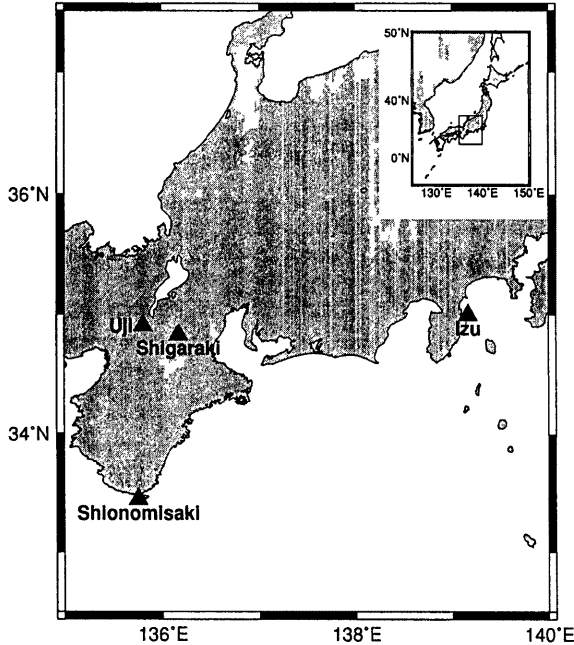 50˚N
40˚N
0˚N
130˚E
140˚E
150˚E
36˚N
Uji
Shigaraki
Izu
34˚N
Shionomisaki
136˚E
138˚E
140˚E